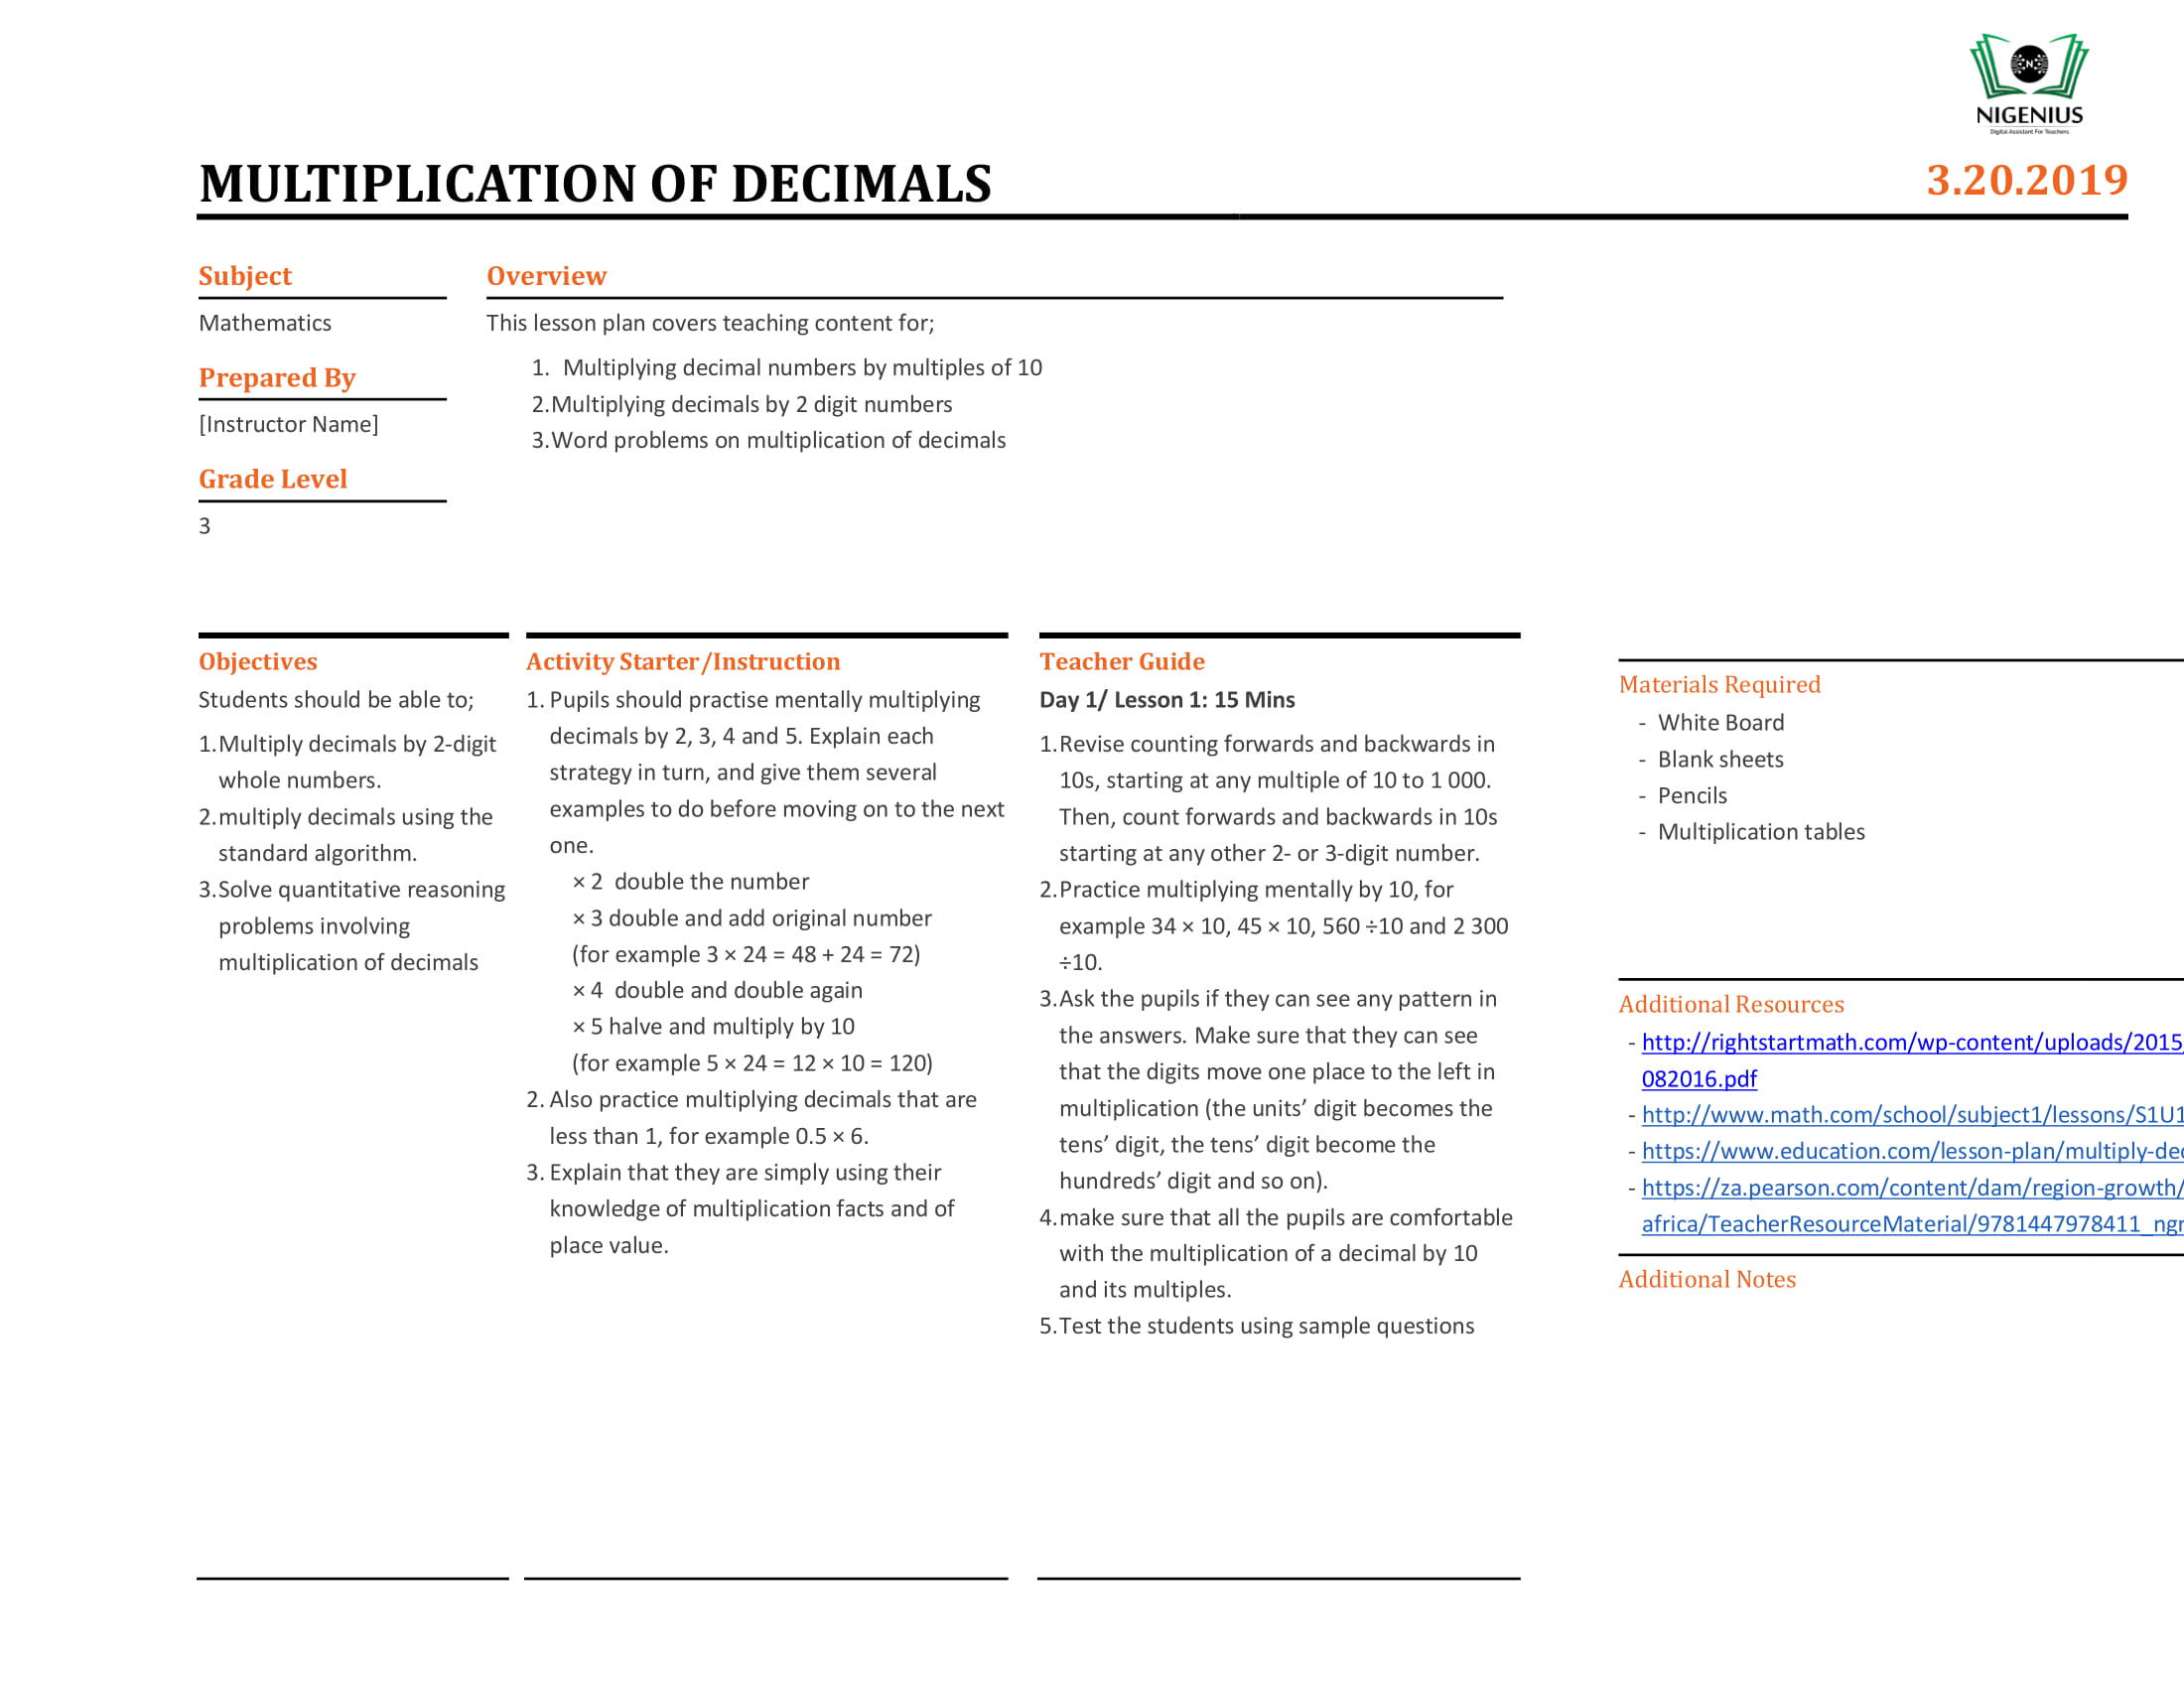 NIGENIUS
Digital Assistant For Teachers
MULTIPLICATION OF DECIMALS
3.20.2019
Subject
Mathematics
Prepared By
[Instructor Name]
Grade Level
3
Overview
This lesson plan covers teaching content for;
1. Multiplying decimal numbers by multiples of 10
2.Multiplying decimals by 2 digit numbers
3.Word problems on multiplication of decimals
Objectives
Students should be able to;
1.Multiply decimals by 2-digit
whole numbers.
2.multiply decimals using the
standard algorithm.
3.Solve quantitative reasoning
problems involving
multiplication of decimals
Activity Starter/Instruction
1. Pupils should practise mentally multiplying
decimals by 2, 3, 4 and 5. Explain each
strategy in turn, and give them several
examples to do before moving on to the next
one.
× 2 double the number
× 3 double and add original number
(for example 3 × 24 = 48 + 24 = 72)
× 4 double and double again
× 5 halve and multiply by 10
(for example 5 × 24 = 12 × 10 = 120)
2. Also practice multiplying decimals that are
less than 1, for example 0.5 × 6.
3. Explain that they are simply using their
knowledge of multiplication facts and of
place value.
Teacher Guide
Day 1/ Lesson 1: 15 Mins
1.Revise counting forwards and backwards in
10s, starting at any multiple of 10 to 1 000.
Then, count forwards and backwards in 10s
starting at any other 2- or 3-digit number.
2.Practice multiplying mentally by 10, for
example 34 × 10, 45 × 10, 560 ÷10 and 2 300
÷10.
3.Ask the pupils if they can see any pattern in
the answers. Make sure that they can see
that the digits move one place to the left in
multiplication (the units’ digit becomes the
tens’ digit, the tens’ digit become the
hundreds’ digit and so on).
4.make sure that all the pupils are comfortable
with the multiplication of a decimal by 10
and its multiples.
5.Test the students using sample questions
Materials Required
- White Board
- Blank sheets
- Pencils
- Multiplication tables
Additional Resources
- http://rightstartmath.com/wp-content/uploads/2015/
082016.pdf
- http://www.math.com/school/subject1/lessons/S1U1
- https://www.education.com/lesson-plan/multiply-dec
- https://za.pearson.com/content/dam/region-growth/
africa/TeacherResourceMaterial/9781447978411_ngr
Additional Notes